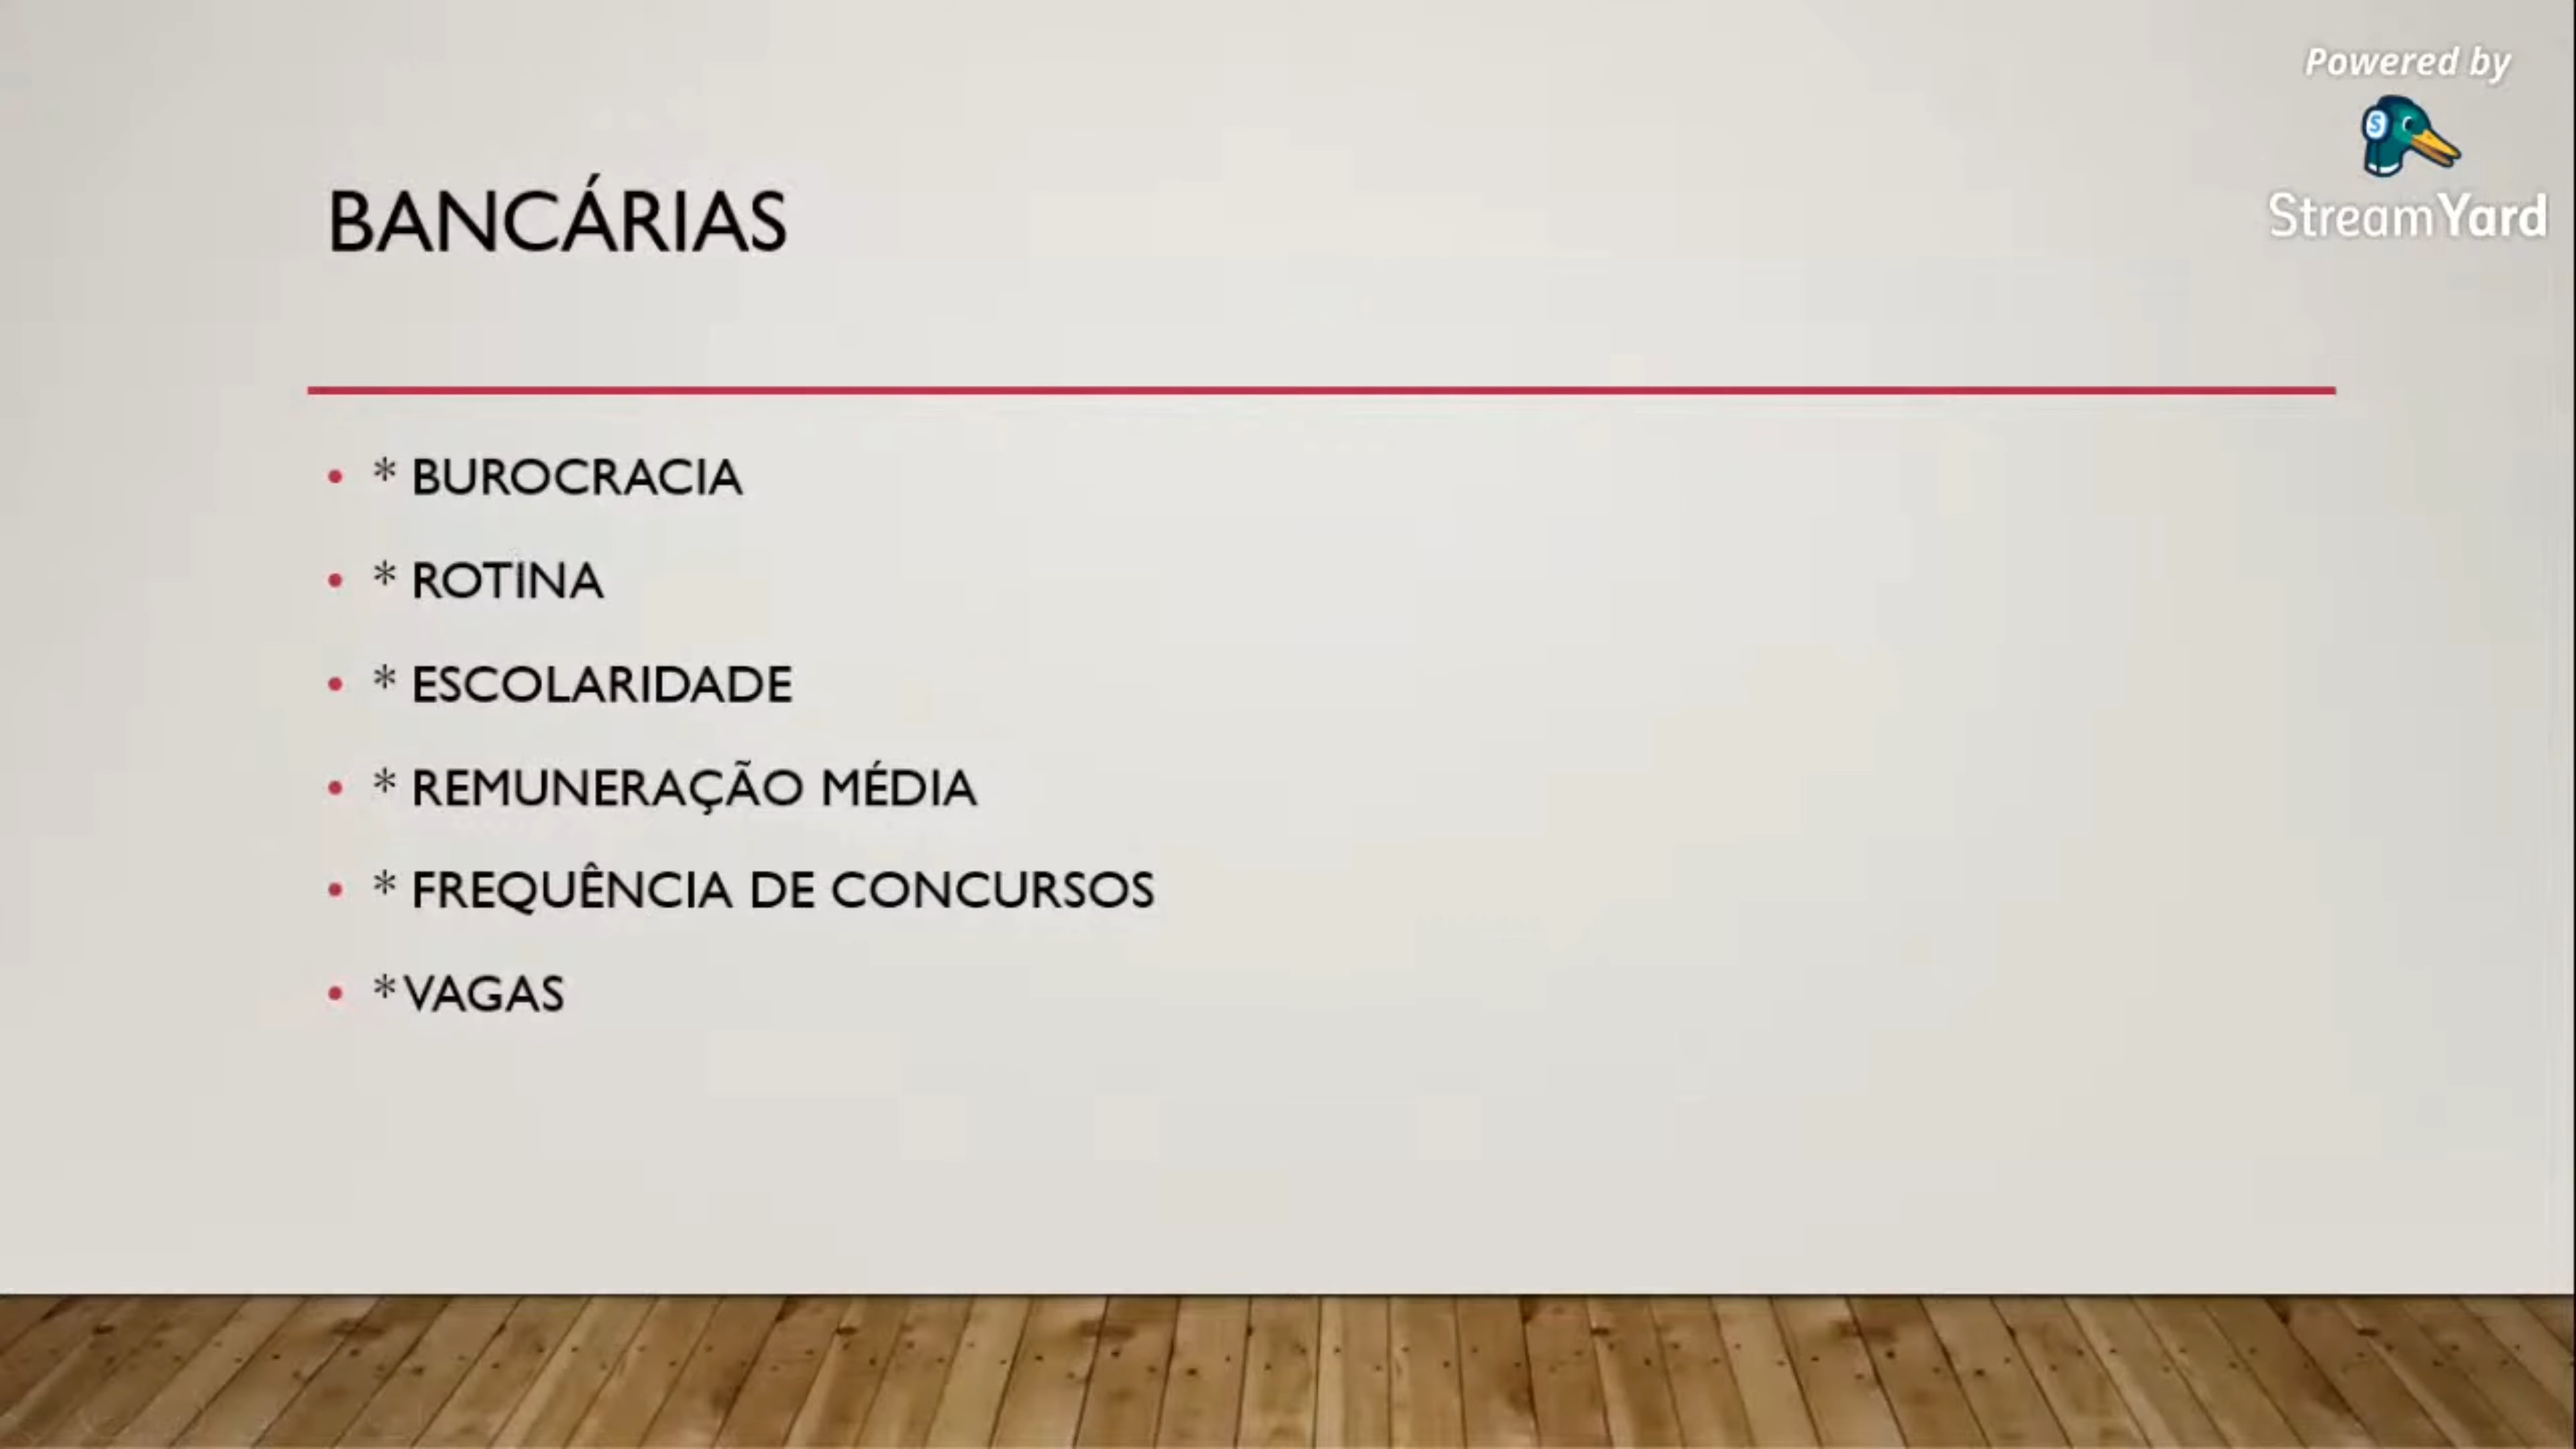 Powered by
StreamYard
BANCÁRIAS
• * BUROCRACIA
• * ROTINA
• * ESCOLARIDADE
• * REMUNERAÇÃO MÉDIA
• * FREQUÊNCIA DE CONCURSOS
• * VAGAS